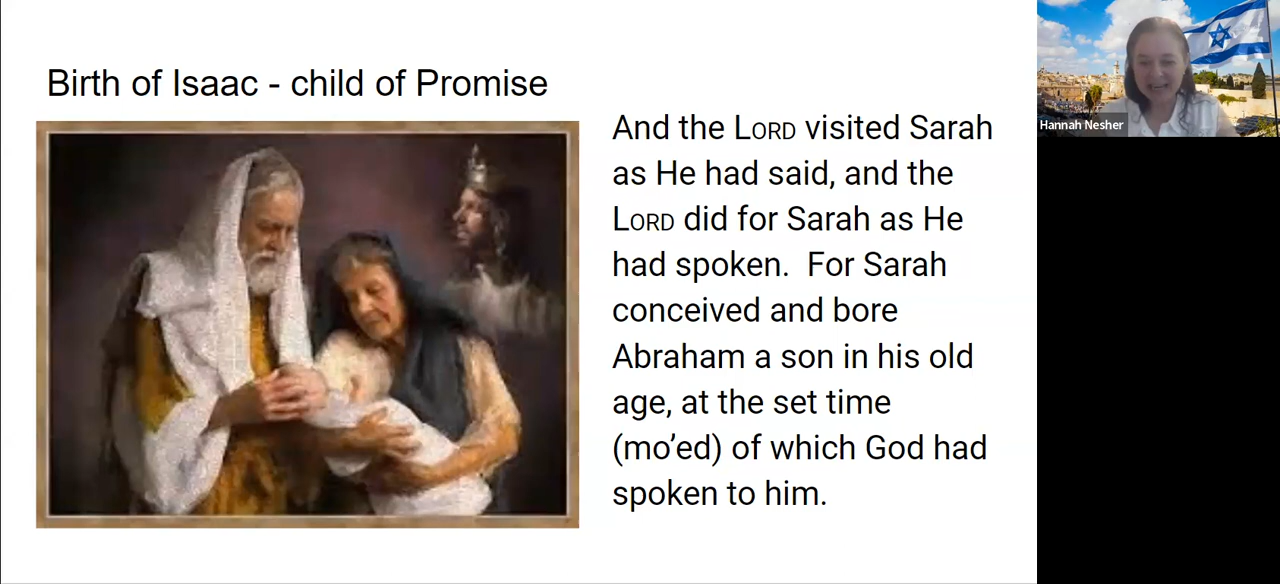 Birth of Isaac - child of Promise
And the LORD visited Sarah
as He had said, and the
LORD did for Sarah as He
had spoken.  For Sarah
conceived and bore
Abraham a son in his old
age, at the set time
(mo’ed) of which God had
spoken to him.
Hannah Nesher